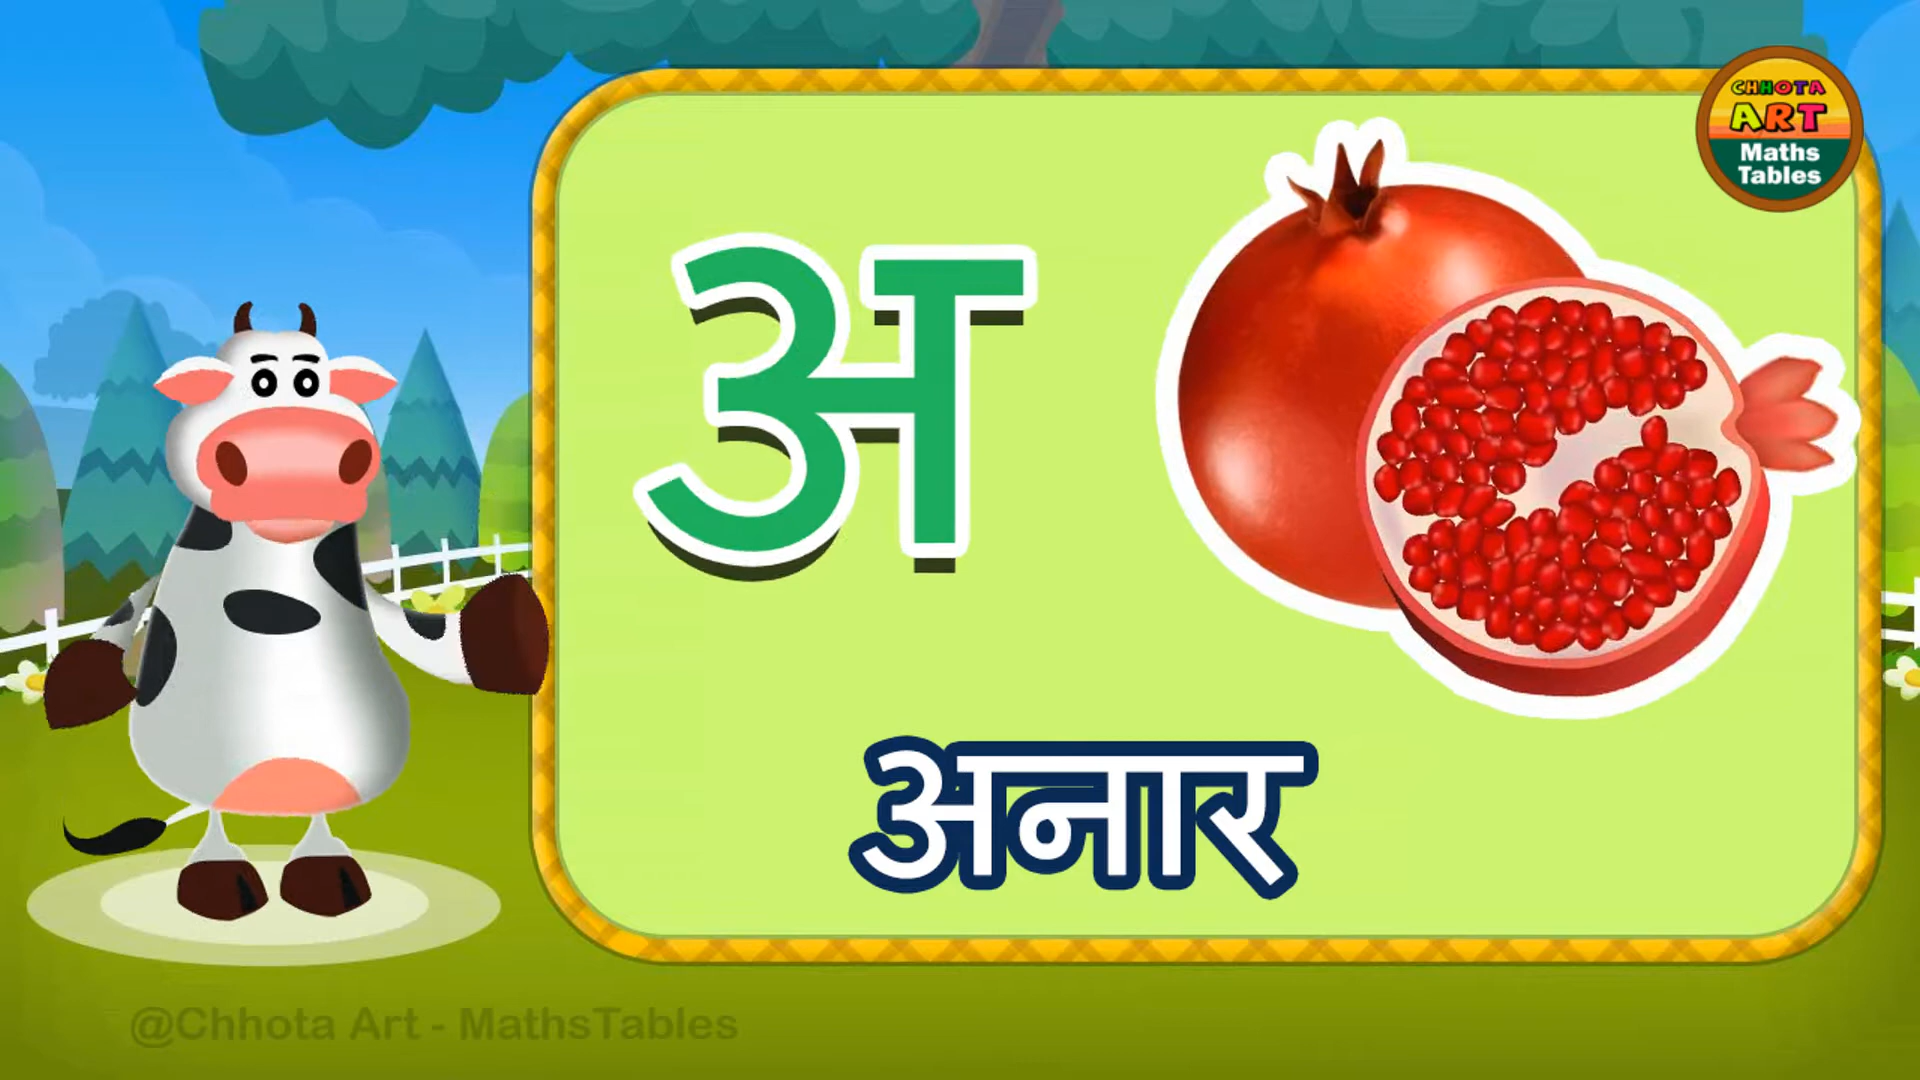 CHHOTA
ART
Maths
Tables
अ
अनार
@Chhota Art - MathsTables